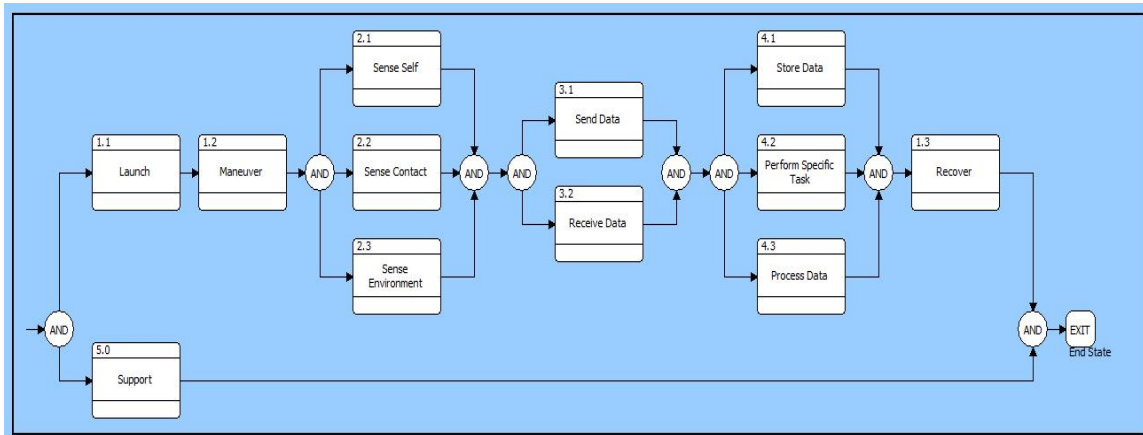 2.1
Sense Self
4.1
Store Data
3.1
Send Data
1.1
Launch
1.2
Maneuver
AND
2.2
Sense Contact
AND
AND
AND
AND
4.2
Perform Specific
Task
AND
1.3
Recover
3.2
Receive Data
2.3
Sense
Environment
4.3
Process Data
AND
5.0
Support
AND
EXIT
End State